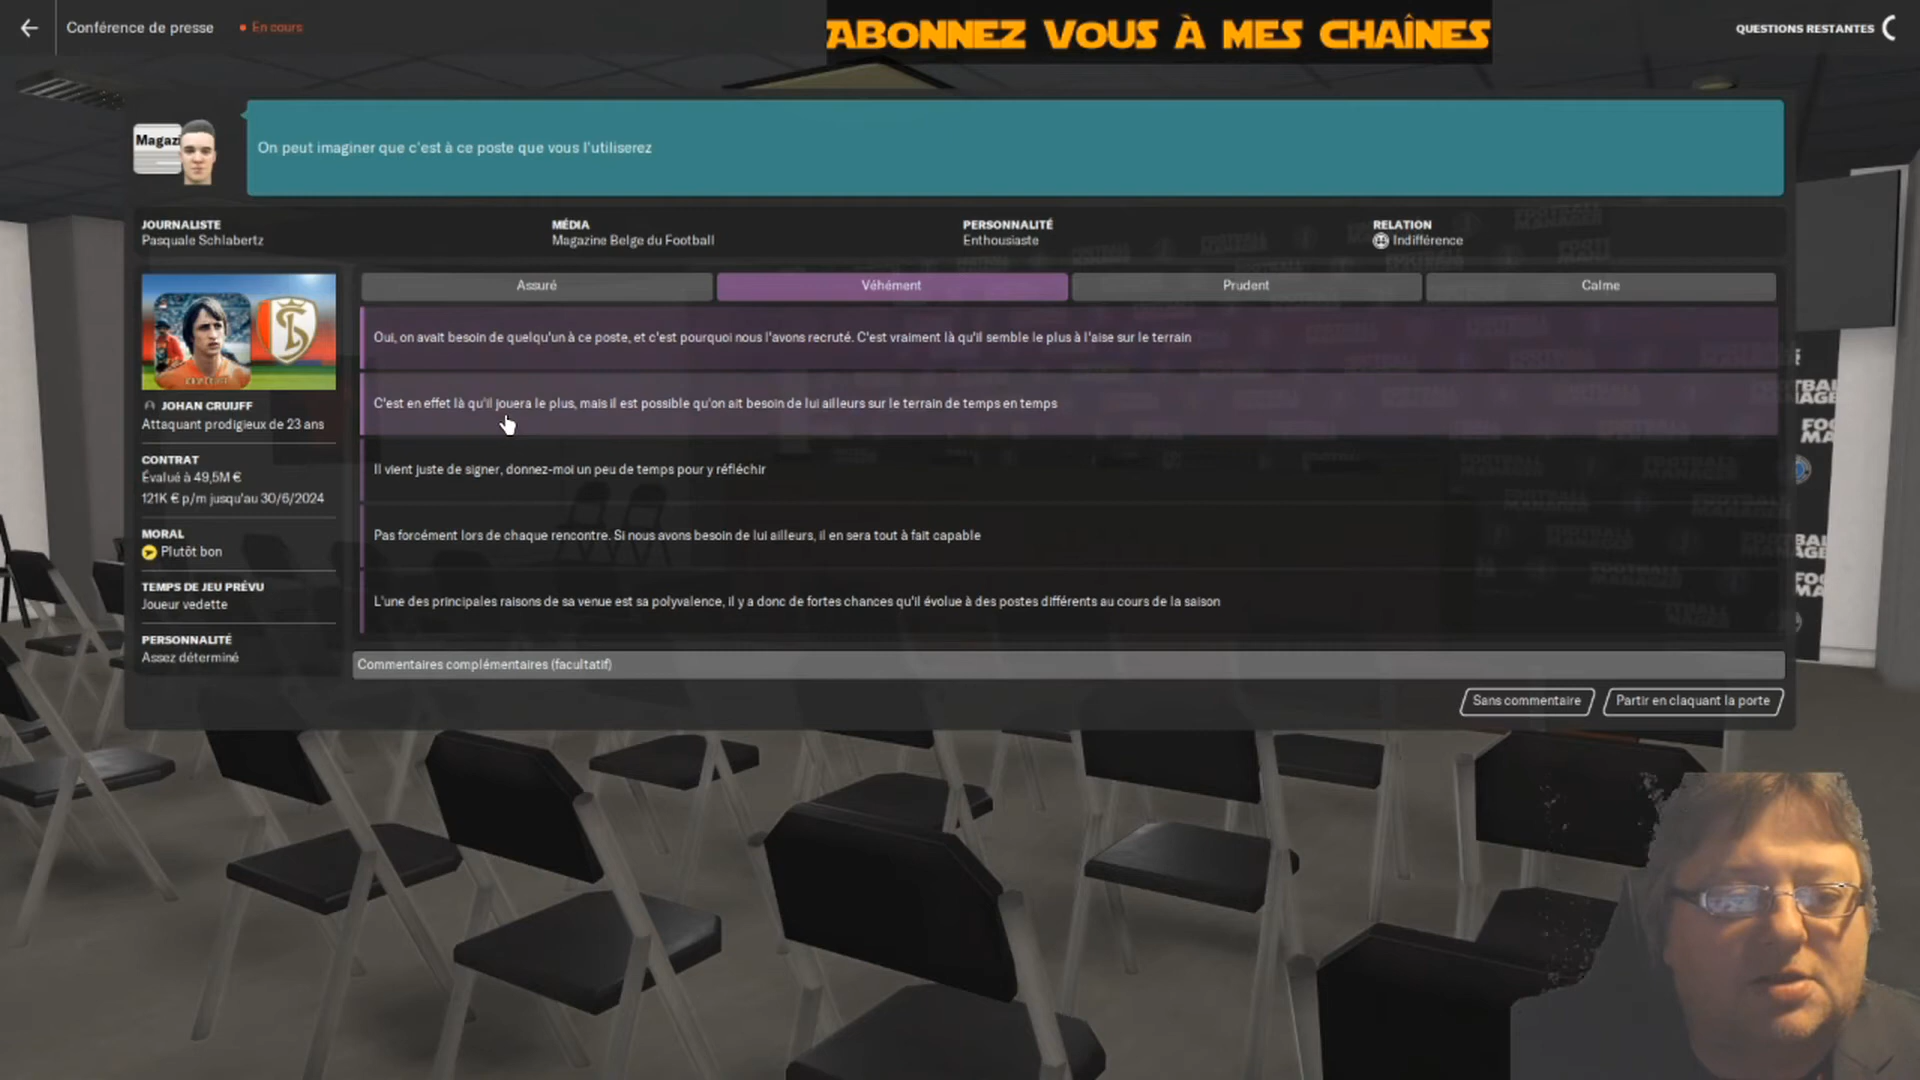 Conférence de presse
En cours
ABONNEZ VOUS À MES CHAÎNES
QUESTIONS RESTANTES
Magazi
On peut imaginer que c'est à ce poste que vous l'utiliserez
JOURNALISTE
Pasquale Schlabertz
MÉDIA
Magazine Belge du Football
PERSONNALITÉ
Enthousiaste
RELATION
Indifférence
Assuré
Véhément
Prudent
Calme
JOHAN CRUIJFF
Attaquant prodigieux de 23 ans
CONTRAT
Évalué à 49,5M €
121K € p/m jusqu'au 30/6/2024
MORAL
Plutôt bon
TEMPS DE JEU PRÉVU
Joueur vedette
PERSONNALITÉ
Assez déterminé
Oui, on avait besoin de quelqu'un à ce poste, et c'est pourquoi nous l'avons recruté. C'est vraiment là qu'il semble le plus à l'aise sur le terrain
C'est en effet là qu'il jouera le plus, mais il est possible qu'on ait besoin de lui ailleurs sur le terrain de temps en temps
Il vient juste de signer, donnez-moi un peu de temps pour y réfléchir
Pas forcément lors de chaque rencontre. Si nous avons besoin de lui ailleurs, il en sera tout à fait capable
L'une des principales raisons de sa venue est sa polyvalence, il y a donc de fortes chances qu'il évolue à des postes différents au cours de la saison
Commentaires complémentaires (facultatif)
Sans commentaire
Partir en claquant la porte